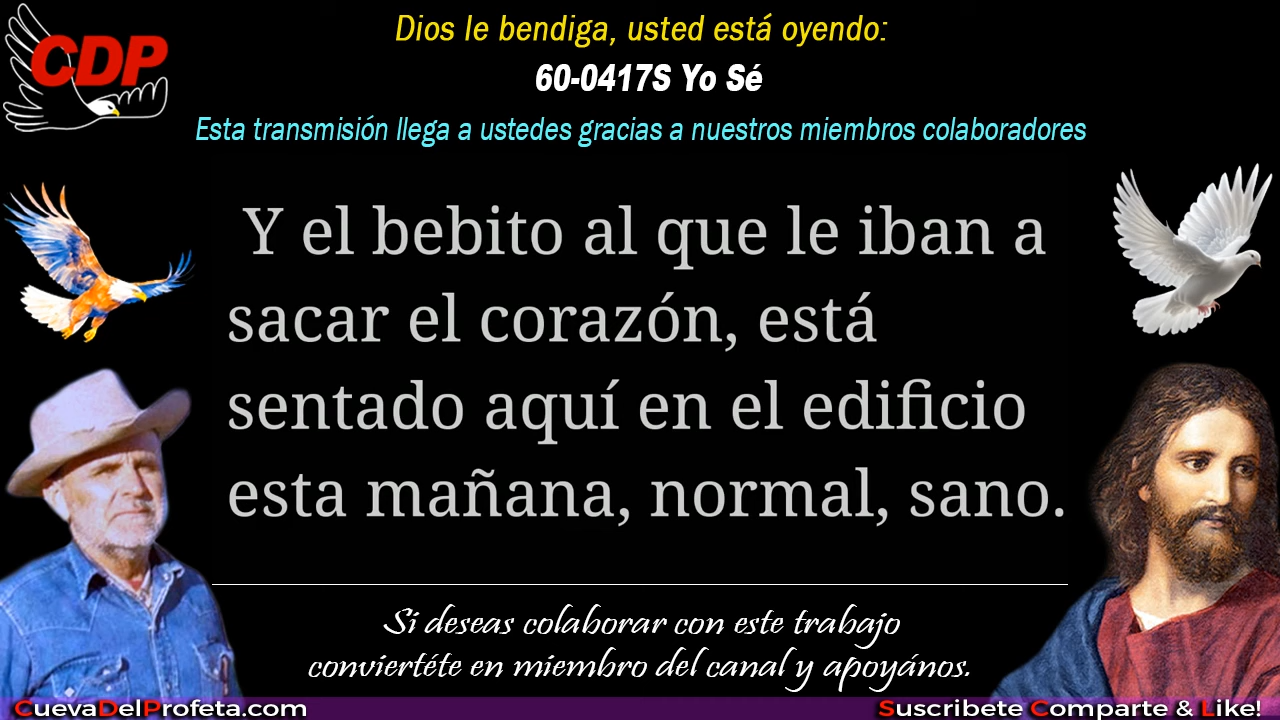 CDP
Dios le bendiga, usted está oyendo:
60-0417S Yo Sé
Esta transmisión llega a ustedes gracias a nuestros miembros colaboradores
Y el bebito al que le iban a
sacar el corazón, está
sentado aquí en el edificio
esta mañana, normal, sano.
Si deseas colaborar con este trabajo
conviertéte en miembro del canal y apoyános.
CuevaDelProfeta.com
Suscribete Comparte & Like!